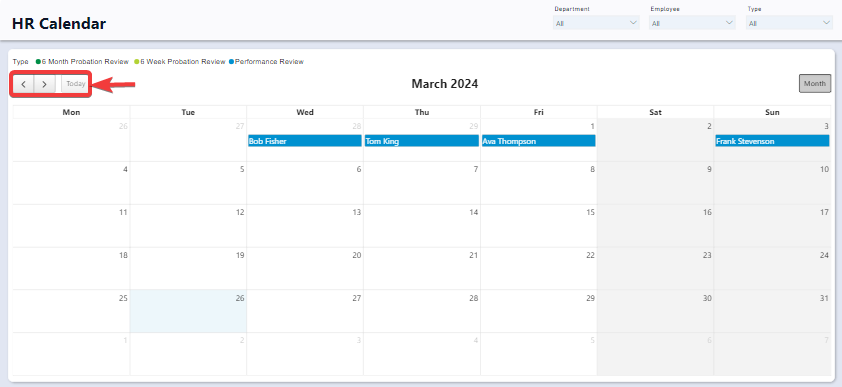 HR Calendar
Department Employee Type
All All All
Type 6 Month Probation Review 6 Week Probation Review Performance Review
Today March 2024 Month
Mon Tue Wed Thu Fri Sat Sun
26 27 28 29 1 2 3
Bob Fisher Tom King Ava Thompson Frank Stevenson
4 5 6 7 8 9 10
11 12 13 14 15 16 17
18 19 20 21 22 23 24
25 26 27 28 29 30 31
1 2 3 4 5 6 7